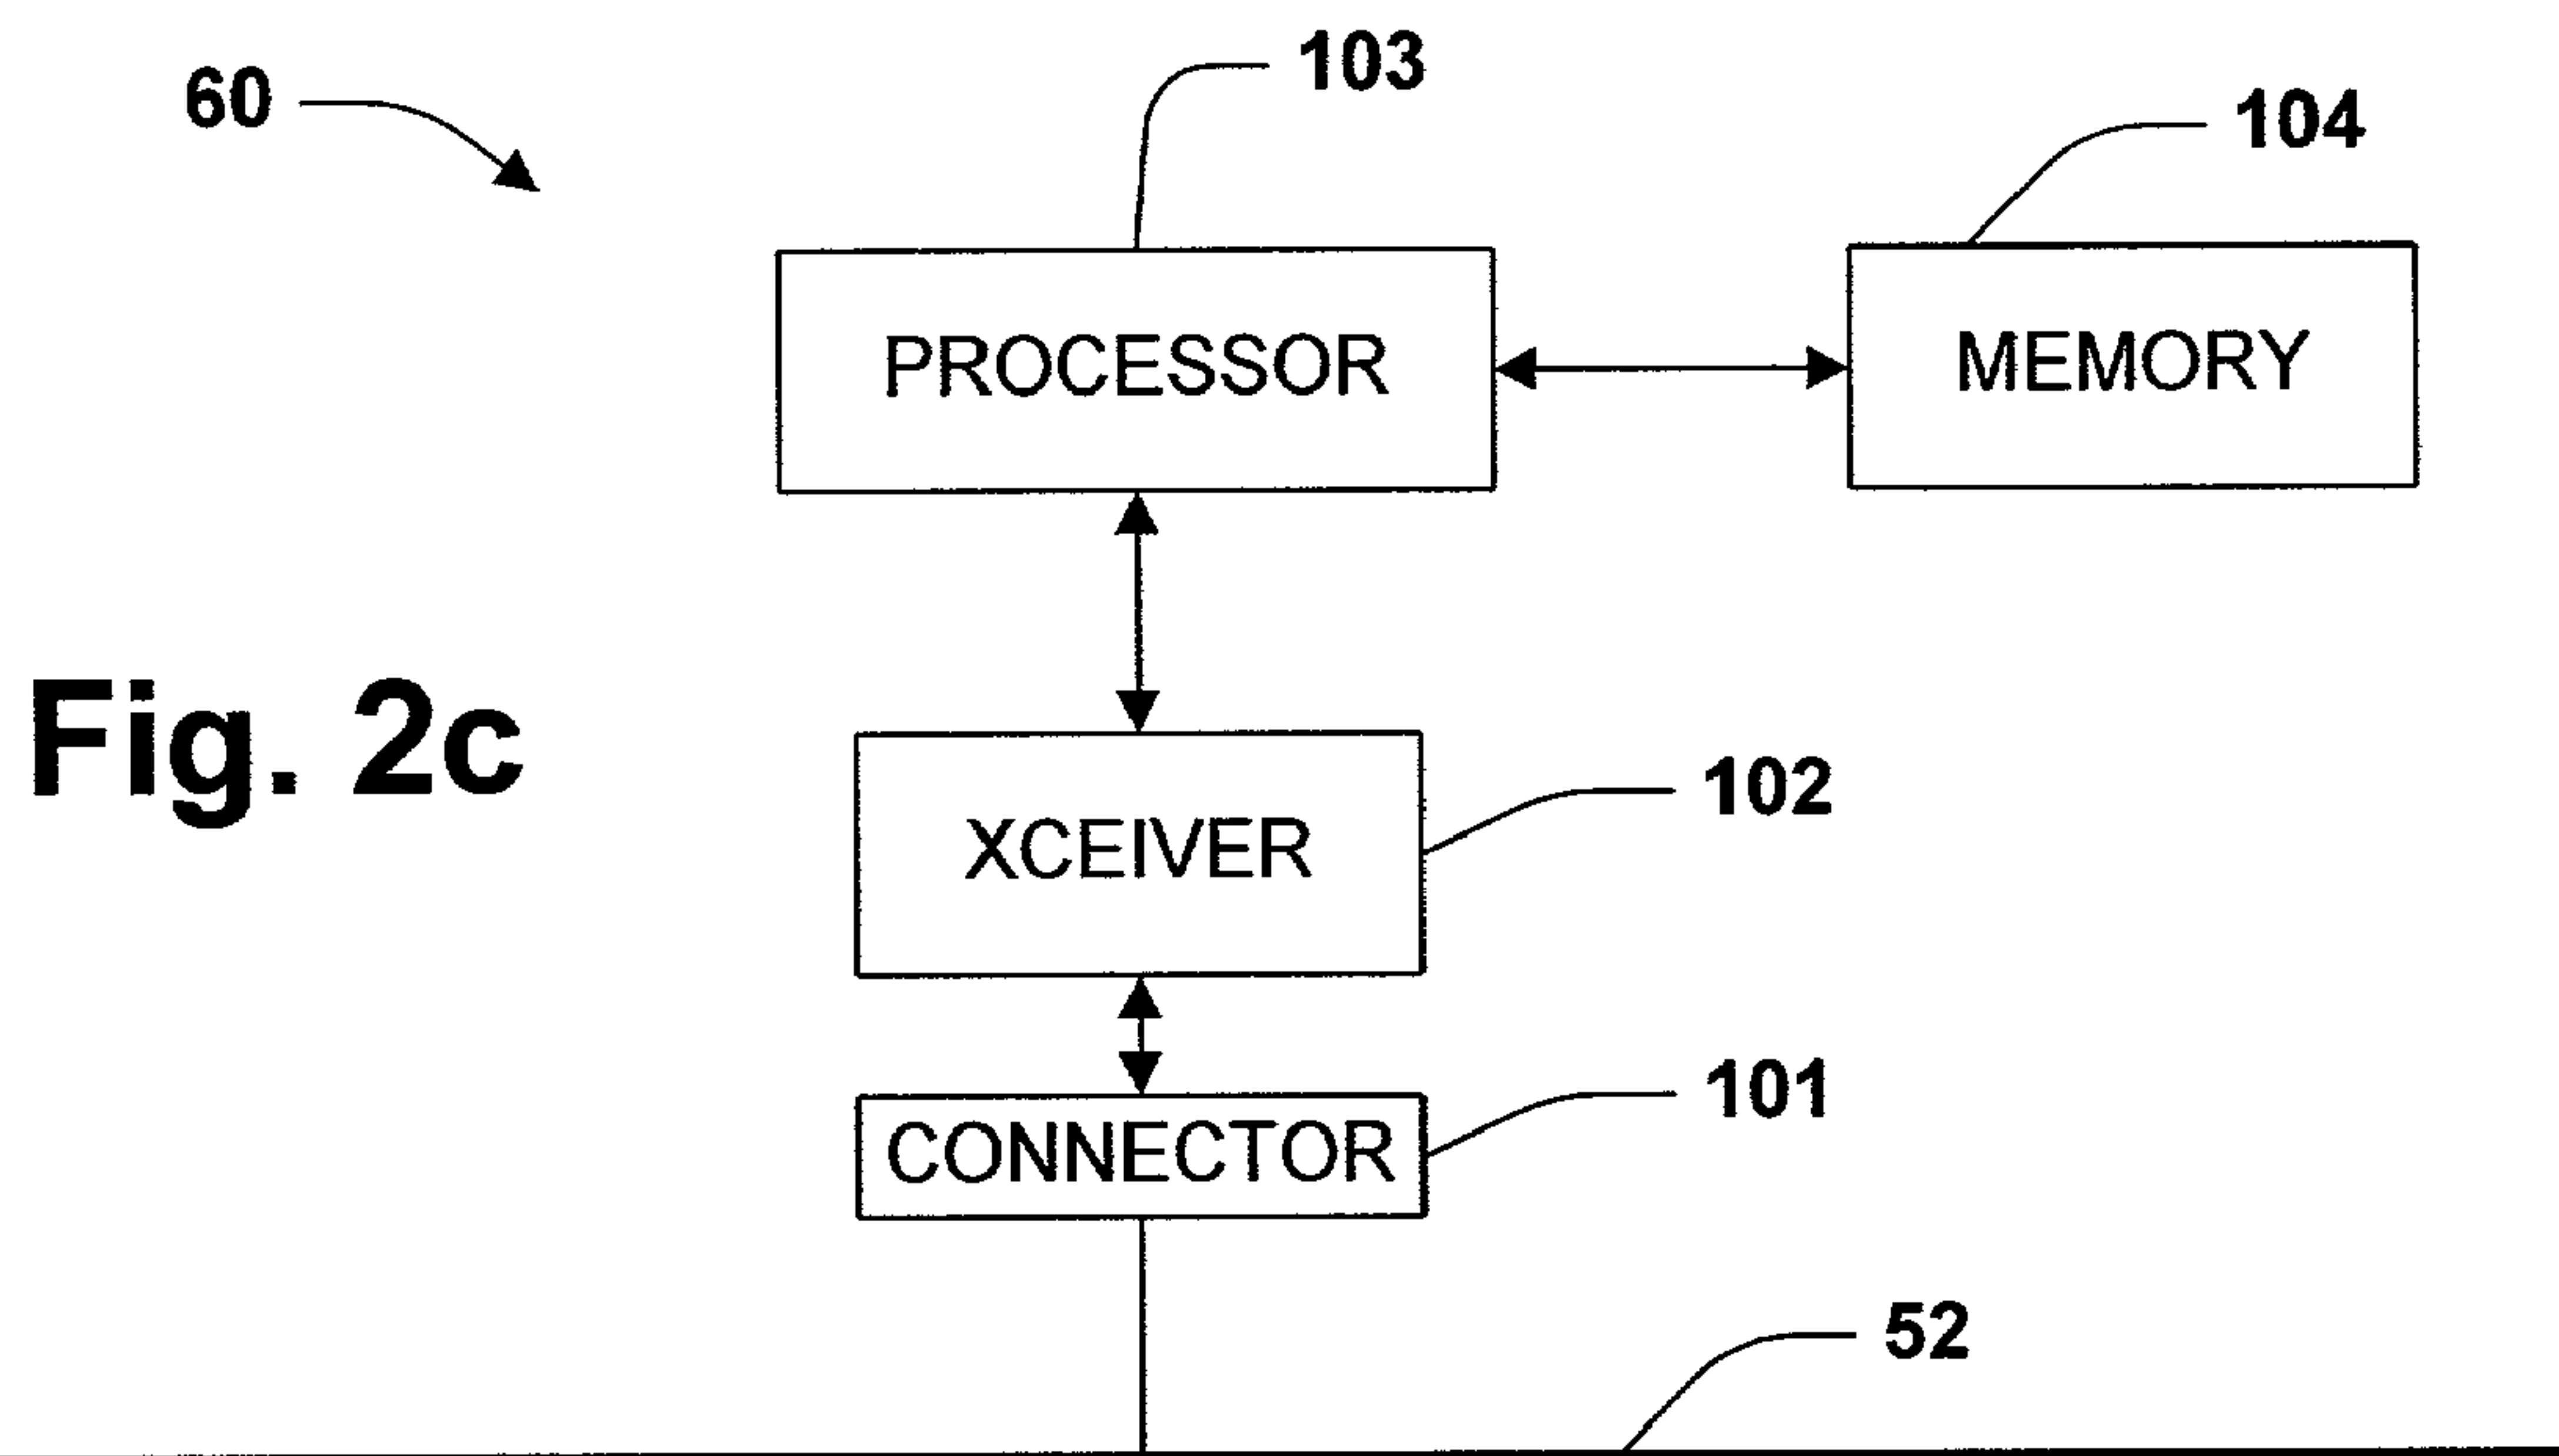 103
60
104
PROCESSOR
MEMORY
Fig. 2c
102
XCEIVER
101
CONNECTOR
52